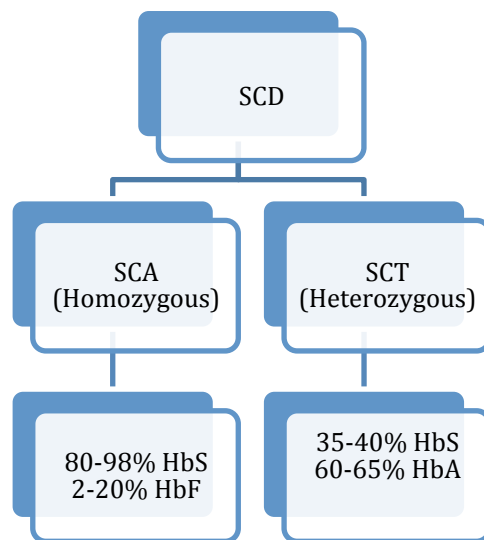 SCD
SCA
(Homozygous)
SCT
(Heterozygous)
80-98% HbS
2-20% HbF
35-40% HbS
60-65% HbA